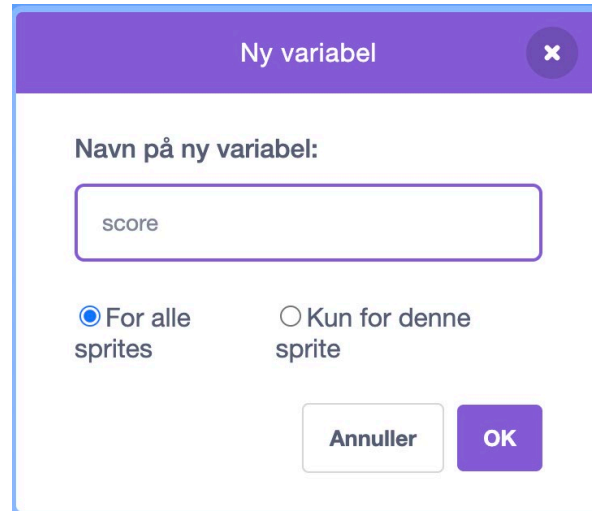 Ny variabel
Navn på ny variabel:
score
For alle
sprites
Kun for denne
sprite
Annuller
OK